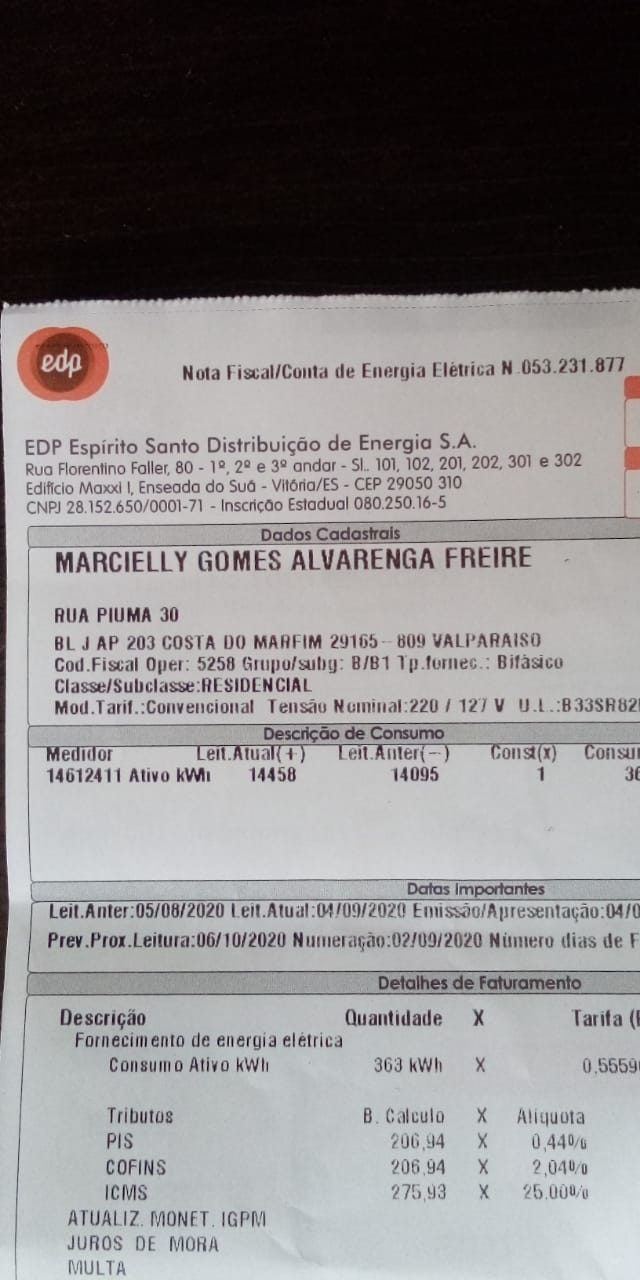 edp
Nota Fiscal/Conta de Energia Elétrica N.053.231.877
EDP Espírito Santo Distribuição de Energia S.A.
Rua Florentino Faller, 80 - 1º, 2º e 3º andar - Sl.. 101, 102, 201, 202, 301 e 302
Edifício Maxxi I, Enseada do Suá - Vitória/ES - CEP 29050 310
CNPJ 28.152.650/0001-71 - Inscrição Estadual 080.250.16-5
Dados Cadastrais
MARCIELLY GOMES ALVARENGA FREIRE
RUA PIUMA 30
BL J AP 203 COSTA DO MARFIM 29165-809 VALPARAISO
Cod.Fiscal Oper: 5258 Grupo/subg: B/B1 Tp.fornec.: Bifásico
Classe/Subclasse:RESIDENCIAL
Mod.Tarif.:Convencional Tensão Nominal:220 / 127 V U.L.:B33SR82
Descrição de Consumo
Medidor Leit.Atual(+) Leit.Anter(-) Const(x) Consu
14612411 Ativo kWh 14458 14095 1 36
Datas Importantes
Leit.Anter:05/08/2020 Leit.Atual:04/09/2020 Emissão/Apresentação:04/0
Prev.Prox.Leitura:06/10/2020 Numeração:02/09/2020 Número dias de F
Detalhes de Faturamento
Descrição Quantidade X Tarifa (
Fornecimento de energia elétrica
Consumo Ativo kWh 363 kWh X 0,5559
Tributos B. Calculo X Alíquota
PIS 206,94 X 0,44%
COFINS 206,94 X 2,04%
ICMS 275,93 X 25,00%
ATUALIZ. MONET. IGPM
JUROS DE MORA
MULTA